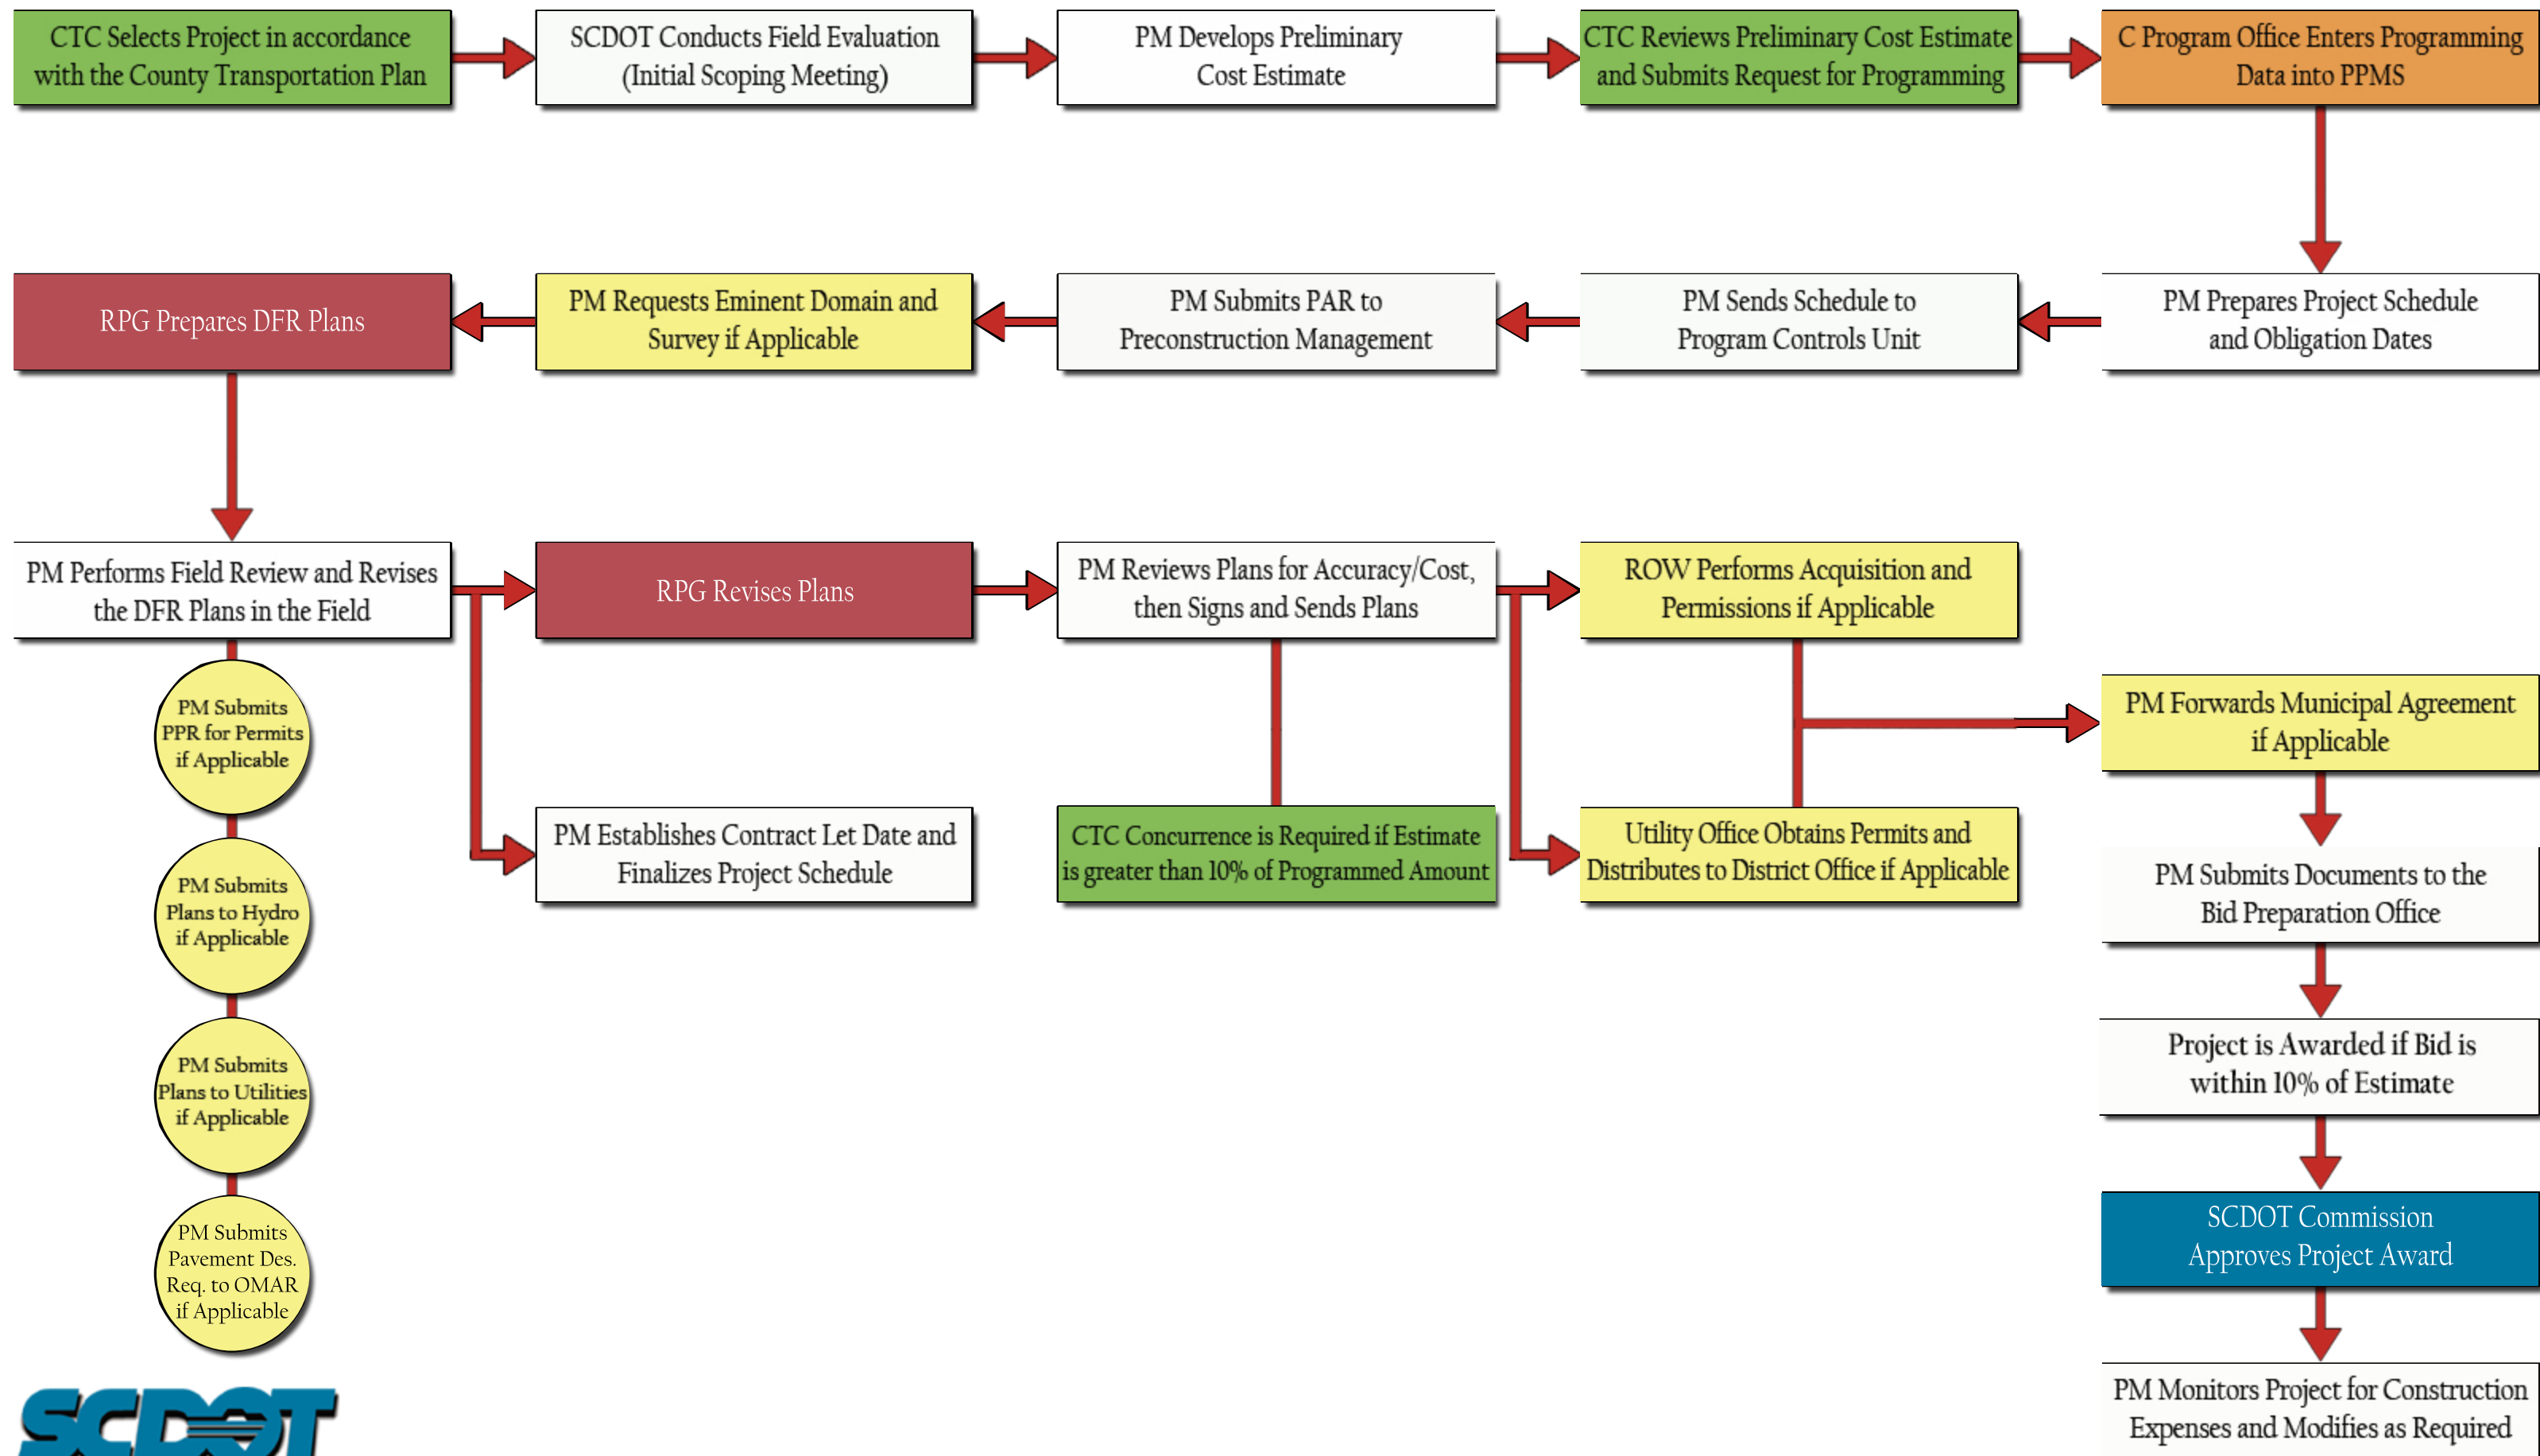 CTC Selects Project in accordance
with the County Transportation Plan
SCDOT Conducts Field Evaluation
(Initial Scoping Meeting)
PM Develops Preliminary
Cost Estimate
CTC Reviews Preliminary Cost Estimate
and Submits Request for Programming
C Program Office Enters Programming
Data into PPMS
RPG Prepares DFR Plans
PM Requests Eminent Domain and
Survey if Applicable
PM Submits PAR to
Preconstruction Management
PM Sends Schedule to
Program Controls Unit
PM Prepares Project Schedule
and Obligation Dates
PM Performs Field Review and Revises
the DFR Plans in the Field
RPG Revises Plans
PM Reviews Plans for Accuracy/Cost,
then Signs and Sends Plans
ROW Performs Acquisition and
Permissions if Applicable
PM Forwards Municipal Agreement
if Applicable
PM Submits
PPR for Permits
if Applicable
PM Establishes Contract Let Date and
Finalizes Project Schedule
CTC Concurrence is Required if Estimate
is greater than 10% of Programmed Amount
Utility Office Obtains Permits and
Distributes to District Office if Applicable
PM Submits Documents to the
Bid Preparation Office
PM Submits
Plans to Hydro
if Applicable
PM Submits
Plans to Utilities
if Applicable
Project is Awarded if Bid is
within 10% of Estimate
PM Submits
Pavement Des.
Req. to OMAR
if Applicable
SCDOT Commission
Approves Project Award
PM Monitors Project for Construction
Expenses and Modifies as Required
SCDOT